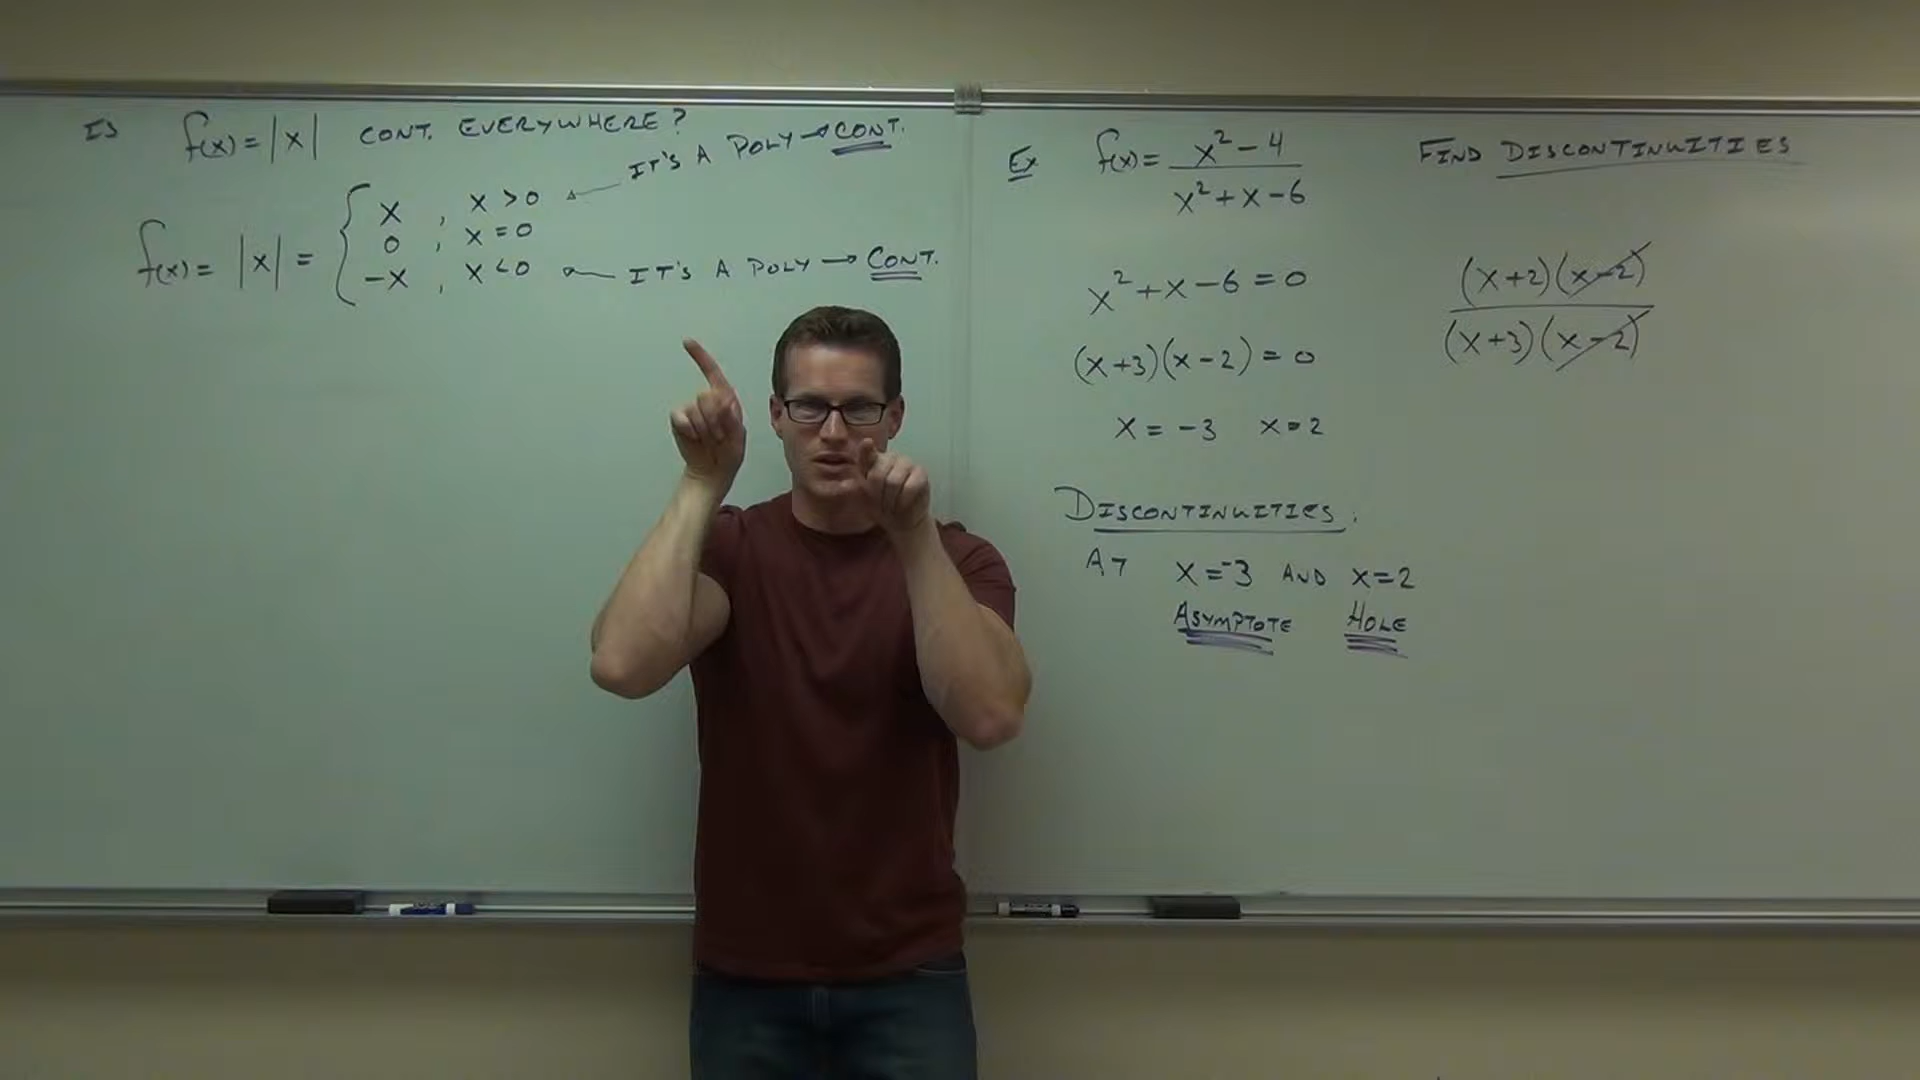 IS f(x) = |x| CONT. EVERYWHERE?
f(x) = |x| = { x , x > 0 ← IT'S A POLY → CONT.
0 , x = 0
-x , x < 0 ← IT'S A POLY → CONT.
Ex f(x) = x² - 4 FIND DISCONTINUITIES
x² + x - 6
x² + x - 6 = 0
(x+3)(x-2) = 0
x = -3 x = 2
(x+2)(x-2)
(x+3)(x-2)
DISCONTINUITIES:
AT x = -3 AND x = 2
ASYMPTOTE HOLE